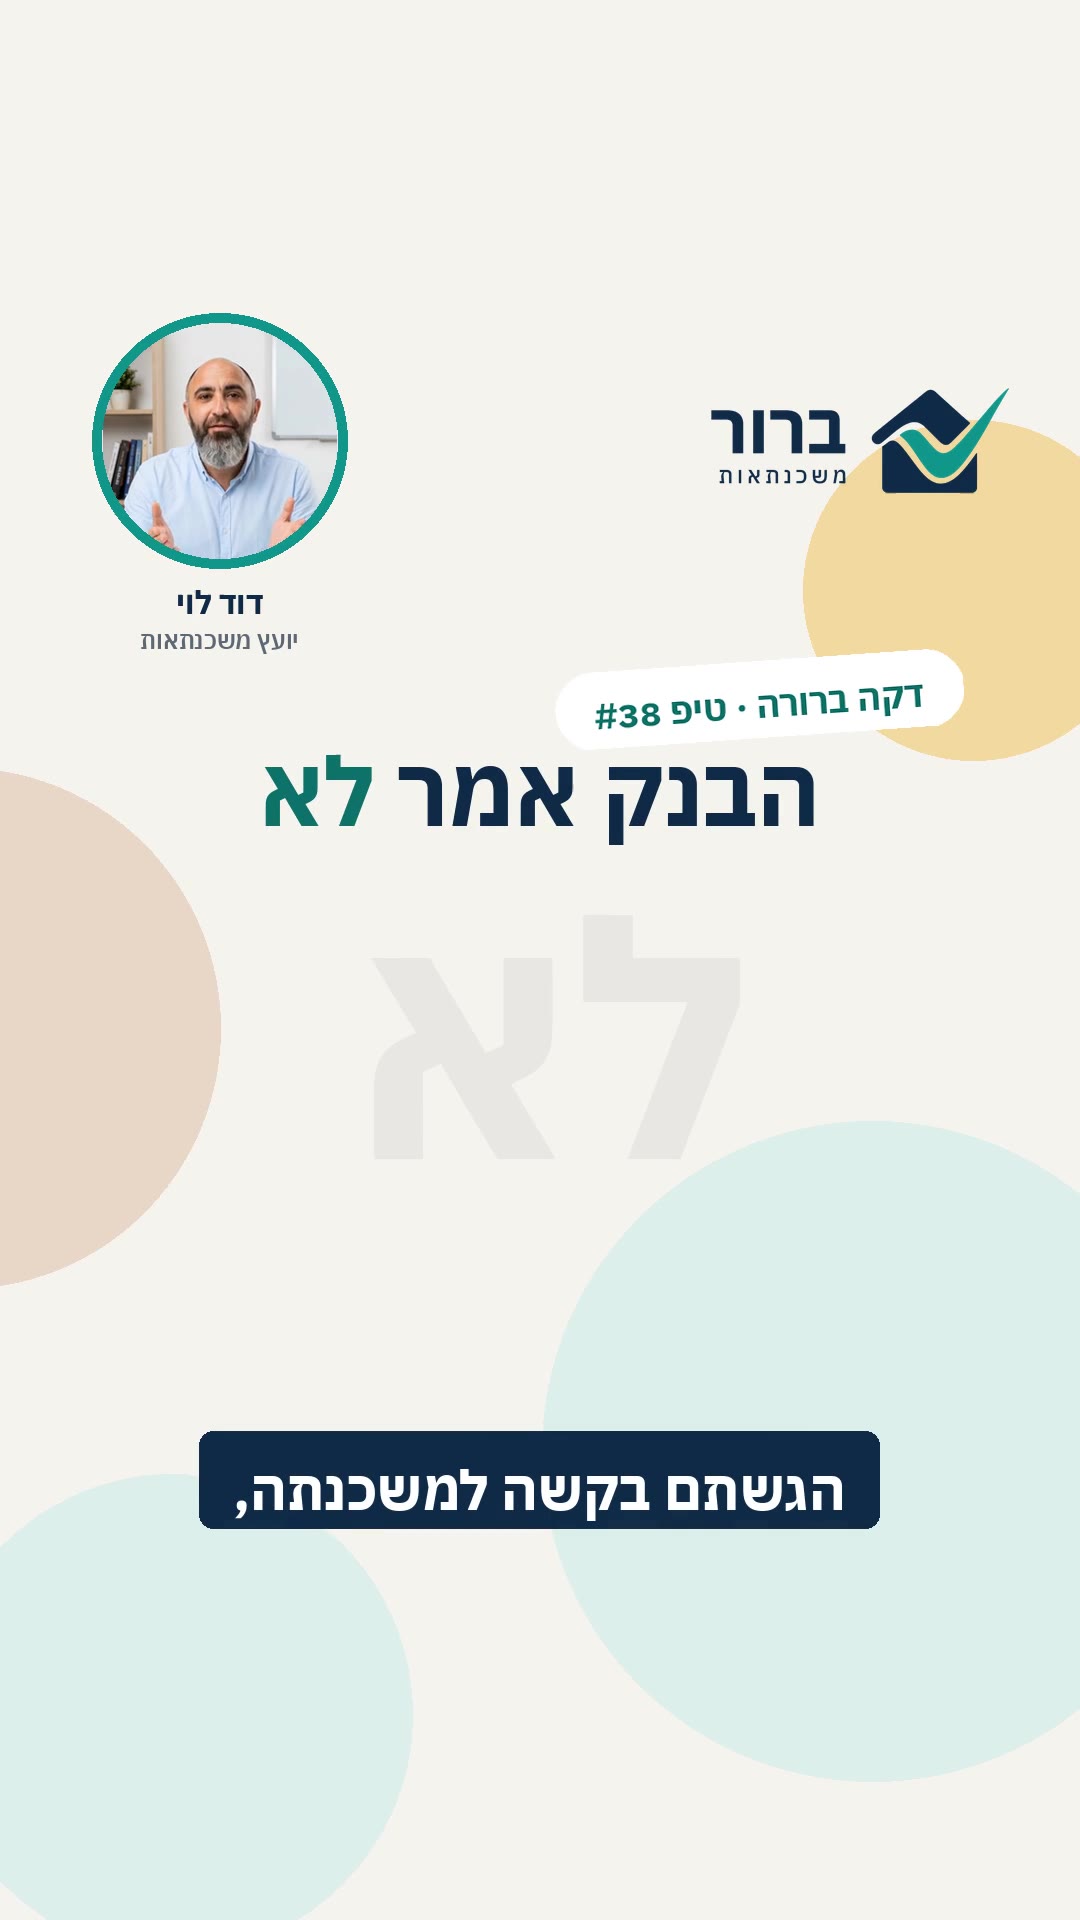 ברור
משכנתאות
דוד לוי
יועץ משכנתאות
דקה ברורה · טיפ #38
הבנק אמר לא
לא
הגשתם בקשה למשכנתה,